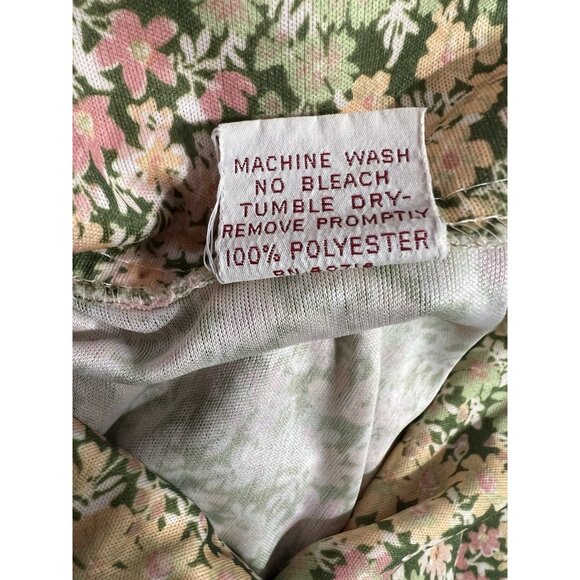 MACHINE WASH
NO BLEACH
TUMBLE DRY-
REMOVE PROMPTLY
100% POLYESTER